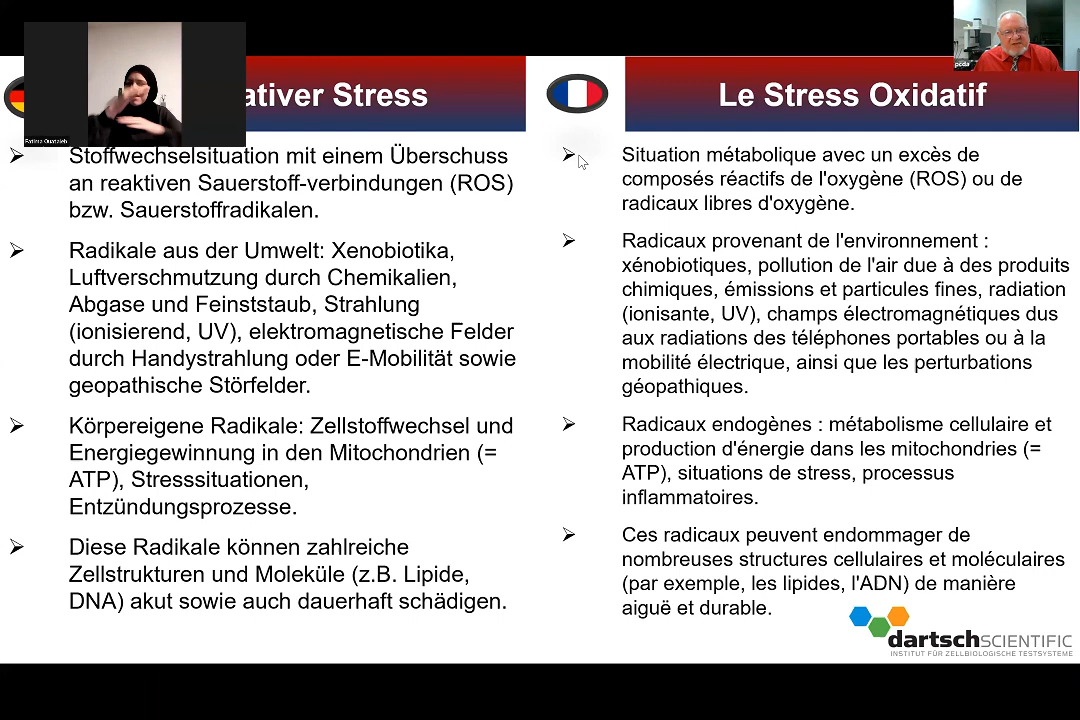 Fatima Ouataleb
pcda
ativer Stress
Stoffwechselsituation mit einem Überschuss
an reaktiven Sauerstoff-verbindungen (ROS)
bzw. Sauerstoffradikalen.
Radikale aus der Umwelt: Xenobiotika,
Luftverschmutzung durch Chemikalien,
Abgase und Feinststaub, Strahlung
(ionisierend, UV), elektromagnetische Felder
durch Handystrahlung oder E-Mobilität sowie
geopathische Störfelder.
Körpereigene Radikale: Zellstoffwechsel und
Energiegewinnung in den Mitochondrien (=
ATP), Stresssituationen,
Entzündungsprozesse.
Diese Radikale können zahlreiche
Zellstrukturen und Moleküle (z.B. Lipide,
DNA) akut sowie auch dauerhaft schädigen.
Le Stress Oxidatif
Situation métabolique avec un excès de
composés réactifs de l'oxygène (ROS) ou de
radicaux libres d'oxygène.
Radicaux provenant de l'environnement :
xénobiotiques, pollution de l'air due à des produits
chimiques, émissions et particules fines, radiation
(ionisante, UV), champs électromagnétiques dus
aux radiations des téléphones portables ou à la
mobilité électrique, ainsi que les perturbations
géopathiques.
Radicaux endogènes : métabolisme cellulaire et
production d'énergie dans les mitochondries (=
ATP), situations de stress, processus
inflammatoires.
Ces radicaux peuvent endommager de
nombreuses structures cellulaires et moléculaires
(par exemple, les lipides, l'ADN) de manière
aiguë et durable.
dartschSCIENTIFIC
INSTITUT FÜR ZELLBIOLOGISCHE TESTSYSTEME